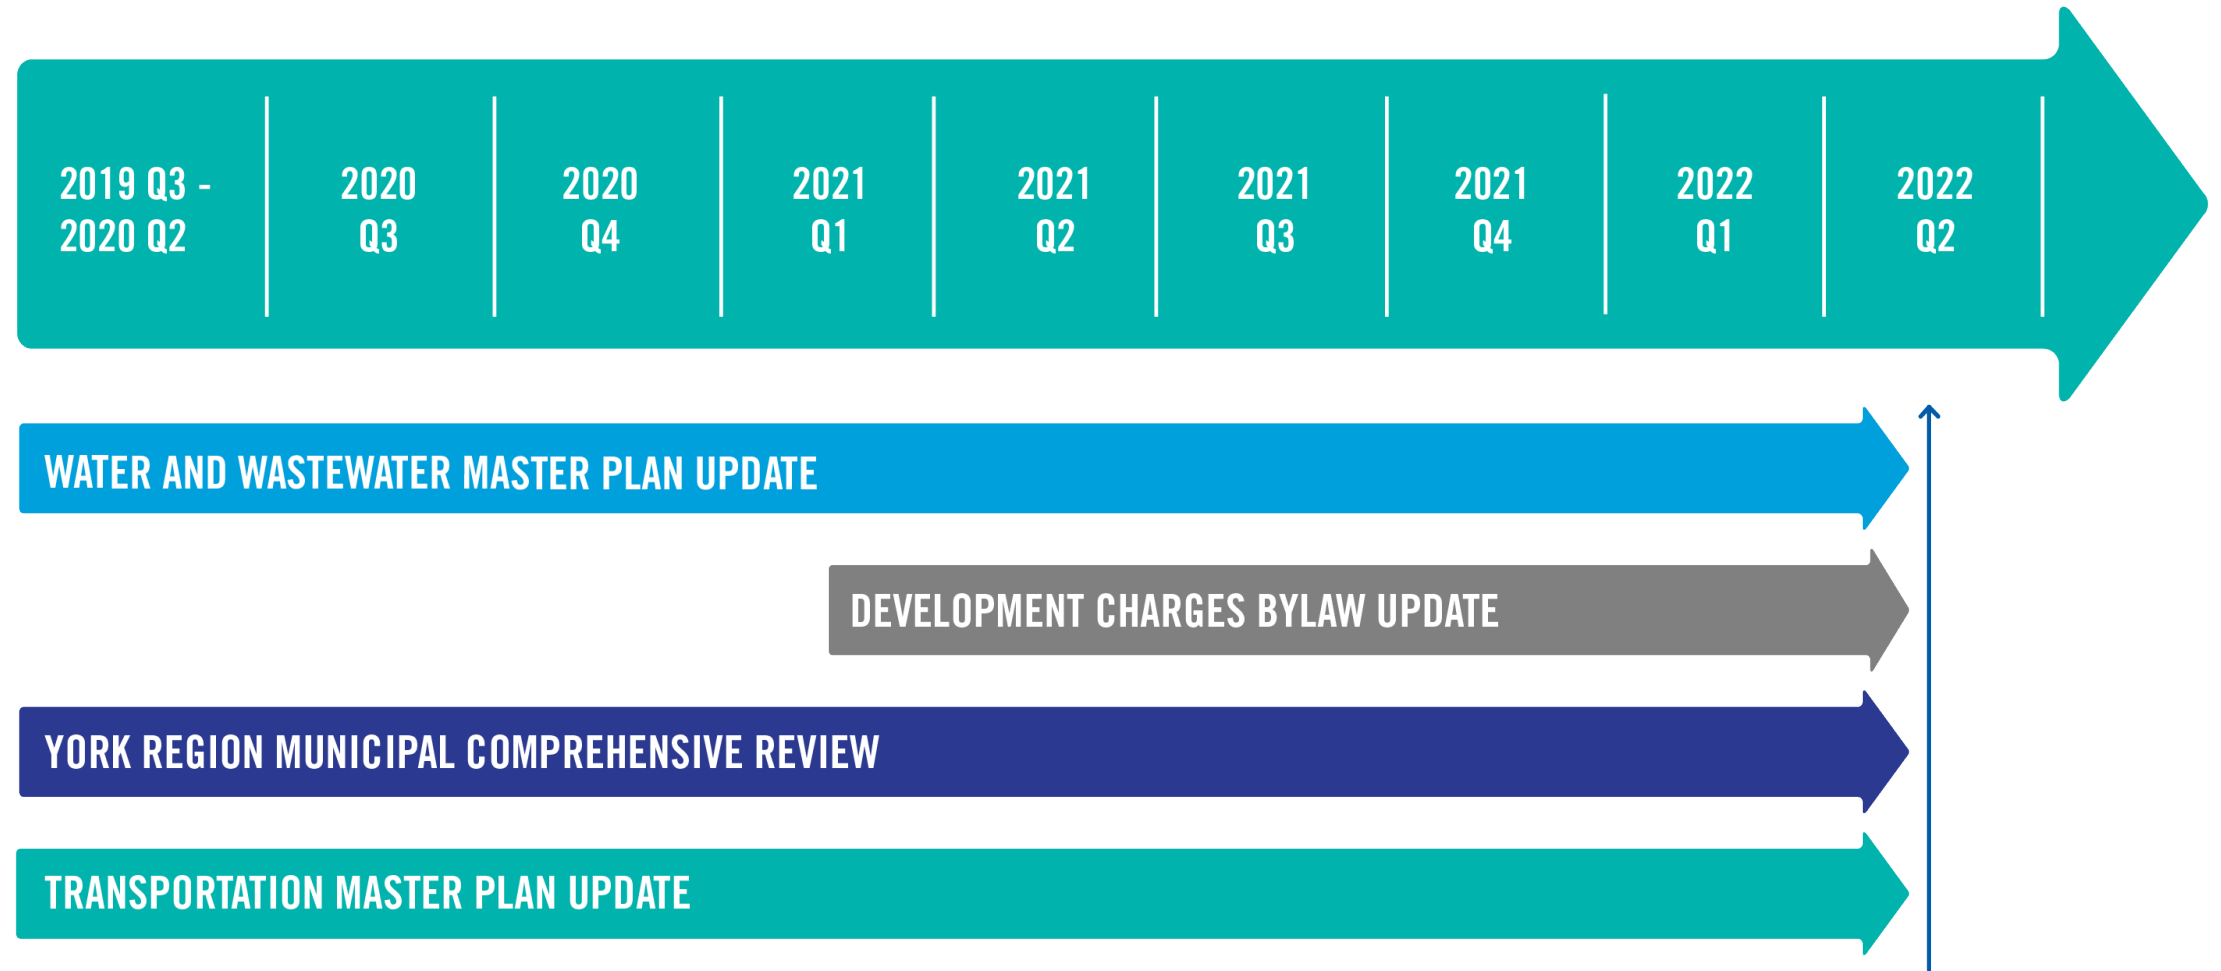 2019 Q3 -
2020 Q2
2020
Q3
2020
Q4
2021
Q1
2021
Q2
2021
Q3
2021
Q4
2022
Q1
2022
Q2
WATER AND WASTEWATER MASTER PLAN UPDATE
DEVELOPMENT CHARGES BYLAW UPDATE
YORK REGION MUNICIPAL COMPREHENSIVE REVIEW
TRANSPORTATION MASTER PLAN UPDATE